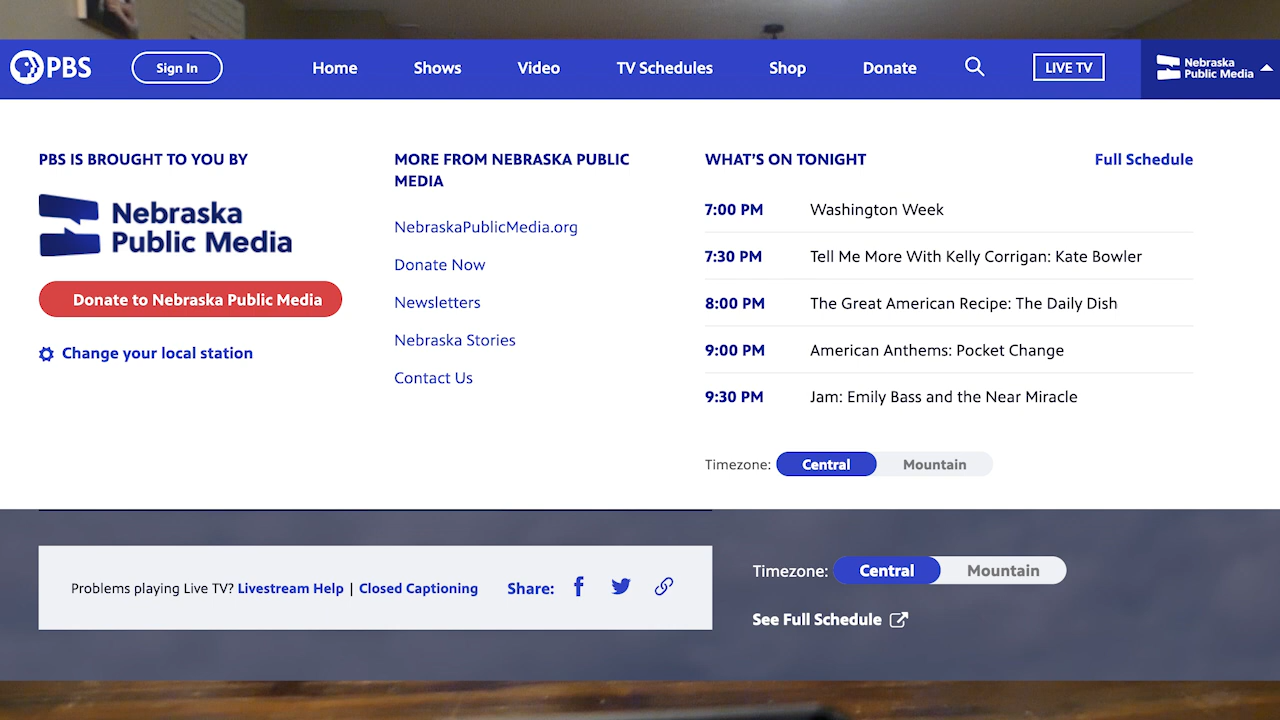 PBS
Sign In
Home
Shows
Video
TV Schedules
Shop
Donate
LIVE TV
Nebraska
Public Media
PBS IS BROUGHT TO YOU BY
Nebraska
Public Media
Donate to Nebraska Public Media
Change your local station
MORE FROM NEBRASKA PUBLIC
MEDIA
NebraskaPublicMedia.org
Donate Now
Newsletters
Nebraska Stories
Contact Us
WHAT’S ON TONIGHT
Full Schedule
7:00 PM Washington Week
7:30 PM Tell Me More With Kelly Corrigan: Kate Bowler
8:00 PM The Great American Recipe: The Daily Dish
9:00 PM American Anthems: Pocket Change
9:30 PM Jam: Emily Bass and the Near Miracle
Timezone: Central Mountain
Problems playing Live TV? Livestream Help | Closed Captioning Share:
Timezone: Central Mountain
See Full Schedule